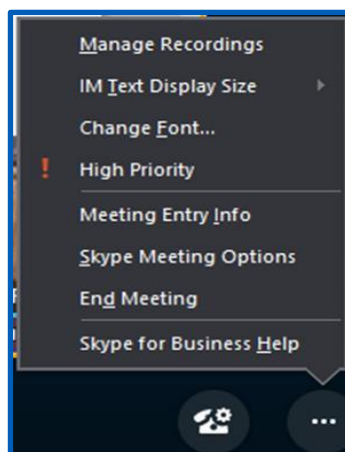 Manage Recordings
IM Text Display Size
Change Font...
! High Priority
Meeting Entry Info
Skype Meeting Options
End Meeting
Skype for Business Help